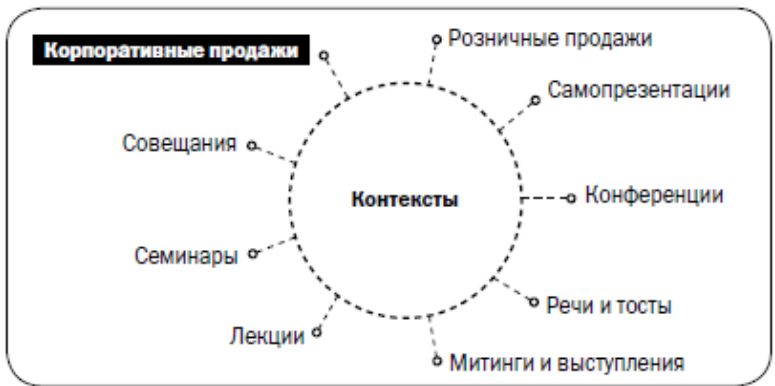 Корпоративные продажи
Розничные продажи
Самопрезентации
Совещания
Контексты
Конференции
Семинары
Речи и тосты
Лекции
Митинги и выступления